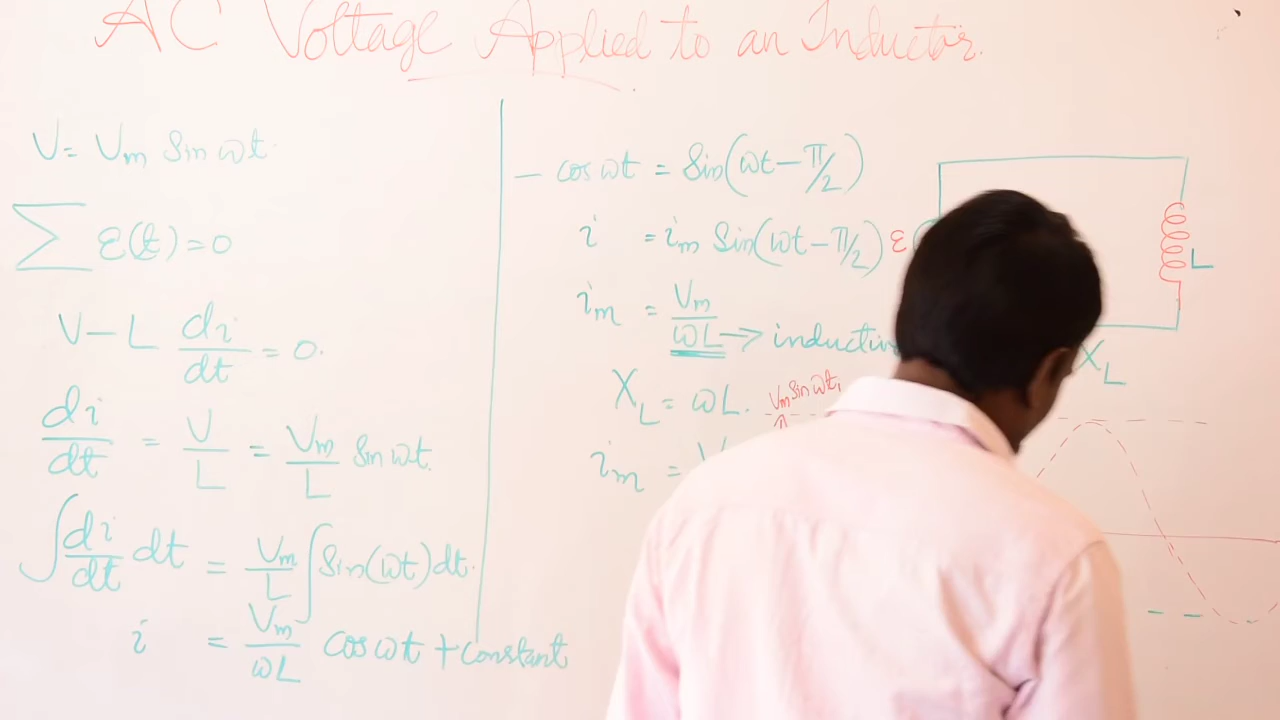 AC Voltage Applied to an Inductor.
V = Vm Sin ωt.
∑ ε(t) = 0
V − L di/dt = 0.
di/dt = V/L = Vm/L Sin ωt.
∫ di/dt dt = Vm/L ∫ Sin(ωt) dt.
i = Vm/ωL cos ωt + constant
− cos ωt = Sin(ωt − π/2)
i = im Sin(ωt − π/2)
im = Vm/ωL → inductiv
XL = ωL.
im = V
ε
L
XL
Vm Sin ωt,